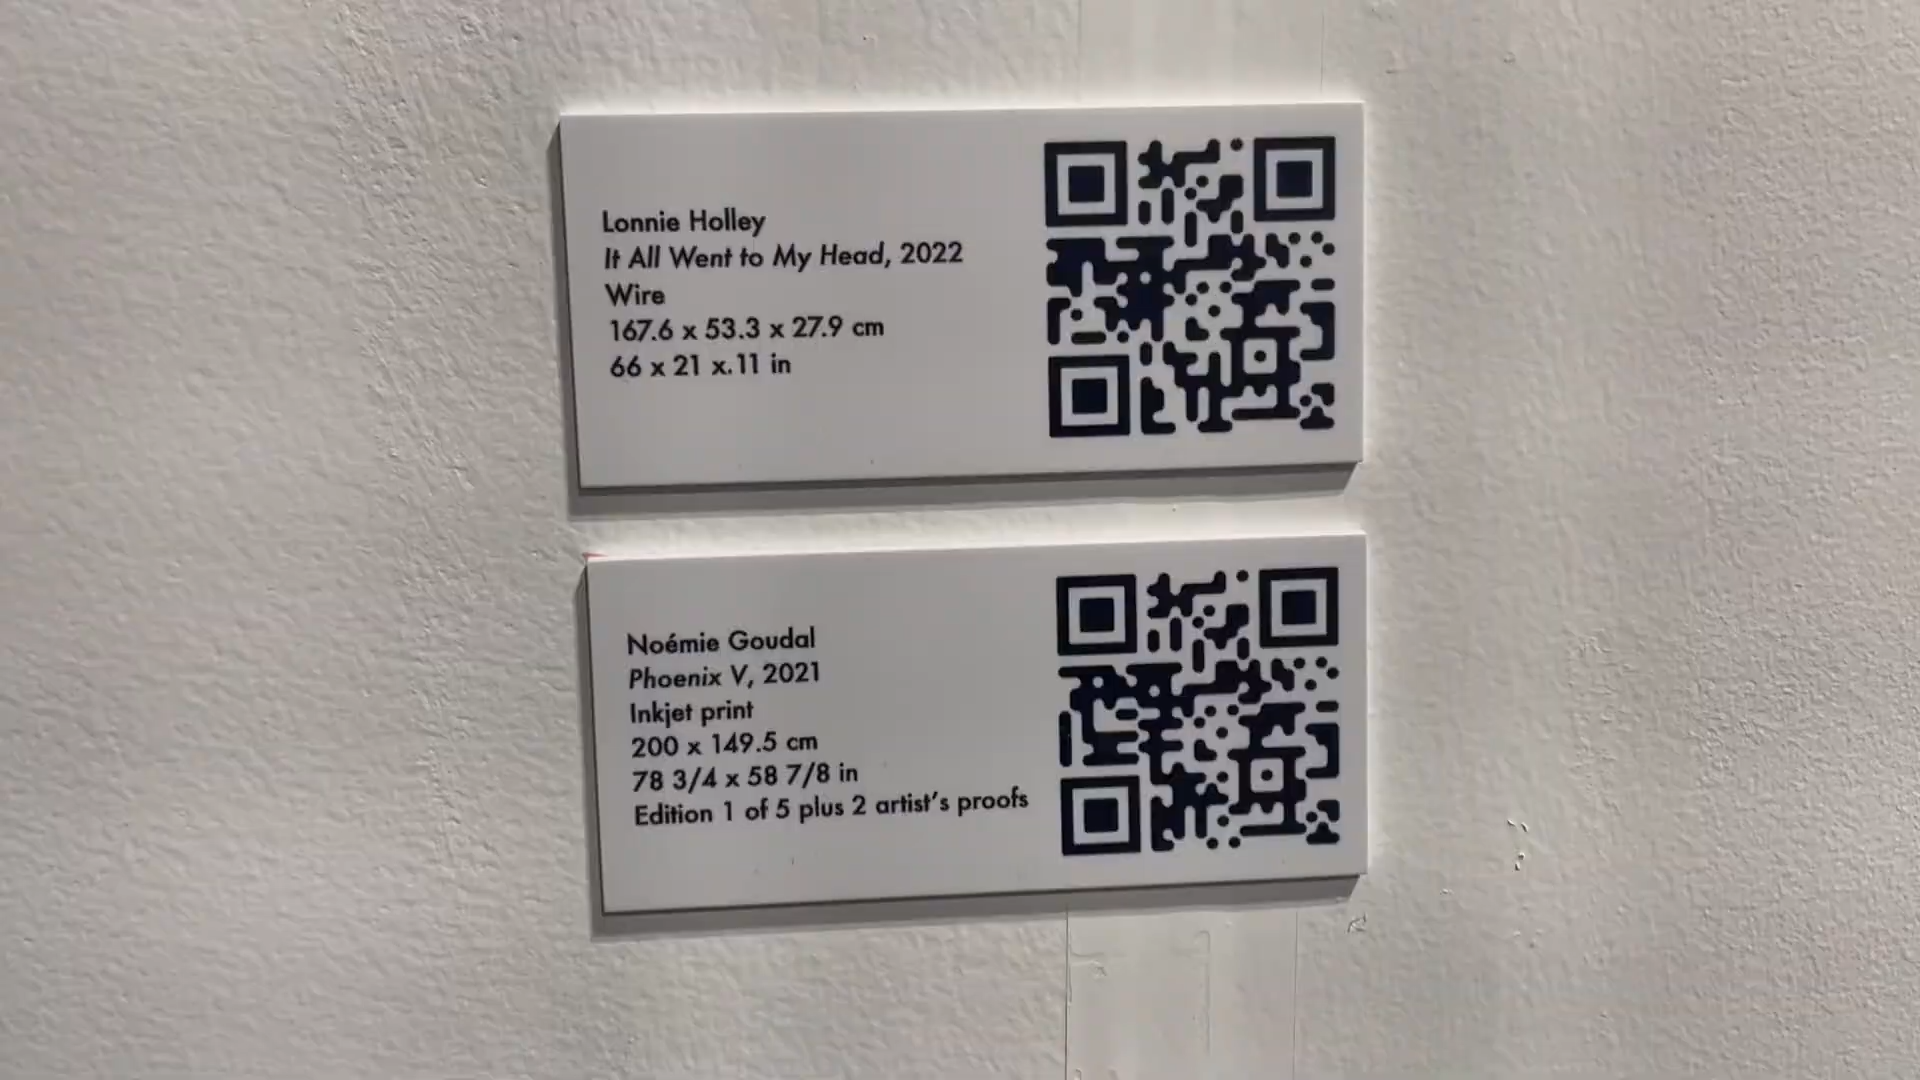 Lonnie Holley
It All Went to My Head, 2022
Wire
167.6 x 53.3 x 27.9 cm
66 x 21 x.11 in
Noémie Goudal
Phoenix V, 2021
Inkjet print
200 x 149.5 cm
78 3/4 x 58 7/8 in
Edition 1 of 5 plus 2 artist's proofs